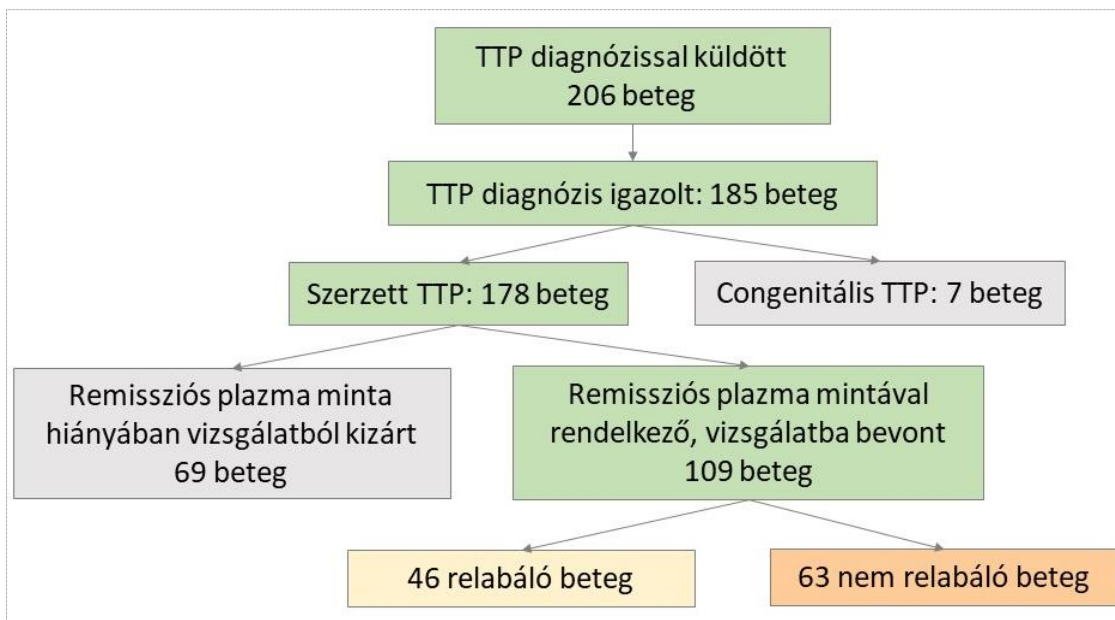 TTP diagnózissal küldött
206 beteg
TTP diagnózis igazolt: 185 beteg
Szerzett TTP: 178 beteg
Congenitális TTP: 7 beteg
Remissziós plazma minta
hiányában vizsgálatból kizárt
69 beteg
Remissziós plazma mintával
rendelkező, vizsgálatba bevont
109 beteg
46 relabáló beteg
63 nem relabáló beteg